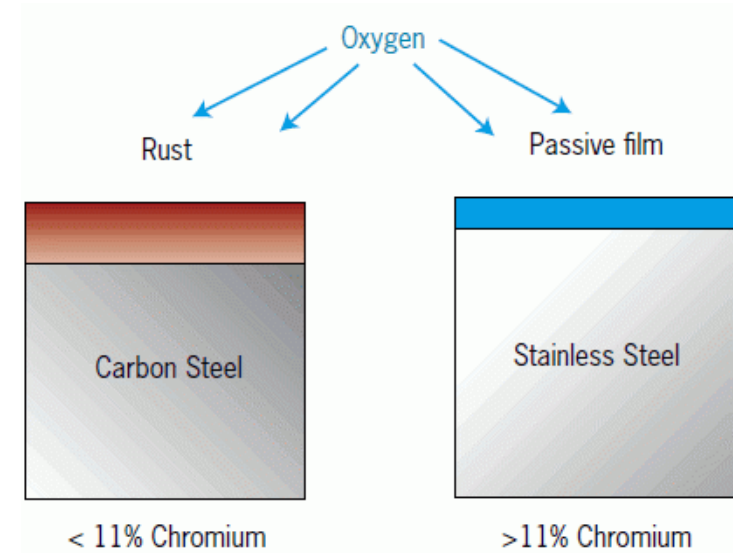 Oxygen
Rust
Passive film
Carbon Steel
Stainless Steel
< 11% Chromium
>11% Chromium